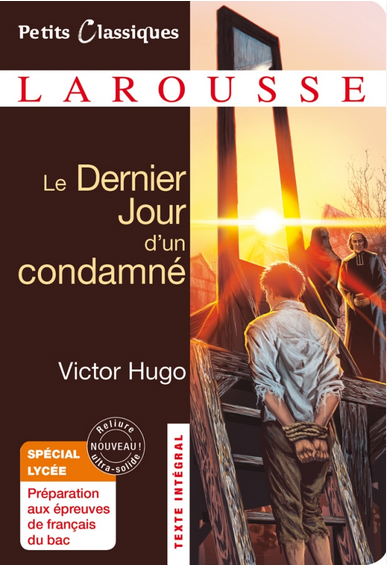 Petits Classiques
LAROUSSE
Le Dernier
Jour
d'un
condamné
Victor Hugo
Reliure
NOUVEAU !
ultra-solide
SPÉCIAL
LYCÉE
Préparation
aux épreuves
de français
du bac
TEXTE INTÉGRAL